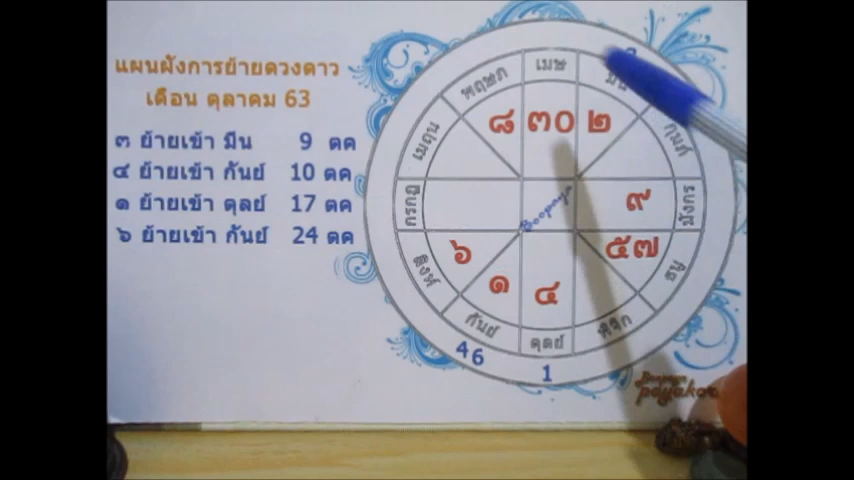 แผนผังการย้ายดวงดาว
เดือน ตุลาคม 63
๓ ย้ายเข้า มีน 9 ตค
๔ ย้ายเข้า กันย์ 10 ตค
๑ ย้ายเข้า ตุลย์ 17 ตค
๖ ย้ายเข้า กันย์ 24 ตค
เมษ
พฤษภ
เมถุน
กรกฎ
สิงห์
กันย์
ตุลย์
พิจิก
ธนู
มังกร
กุมภ์
มีน
๘ ๓๐ ๒
๙
๖ ๕๗
๑ ๔
46
1
Boopaya
Boopaya
payakon